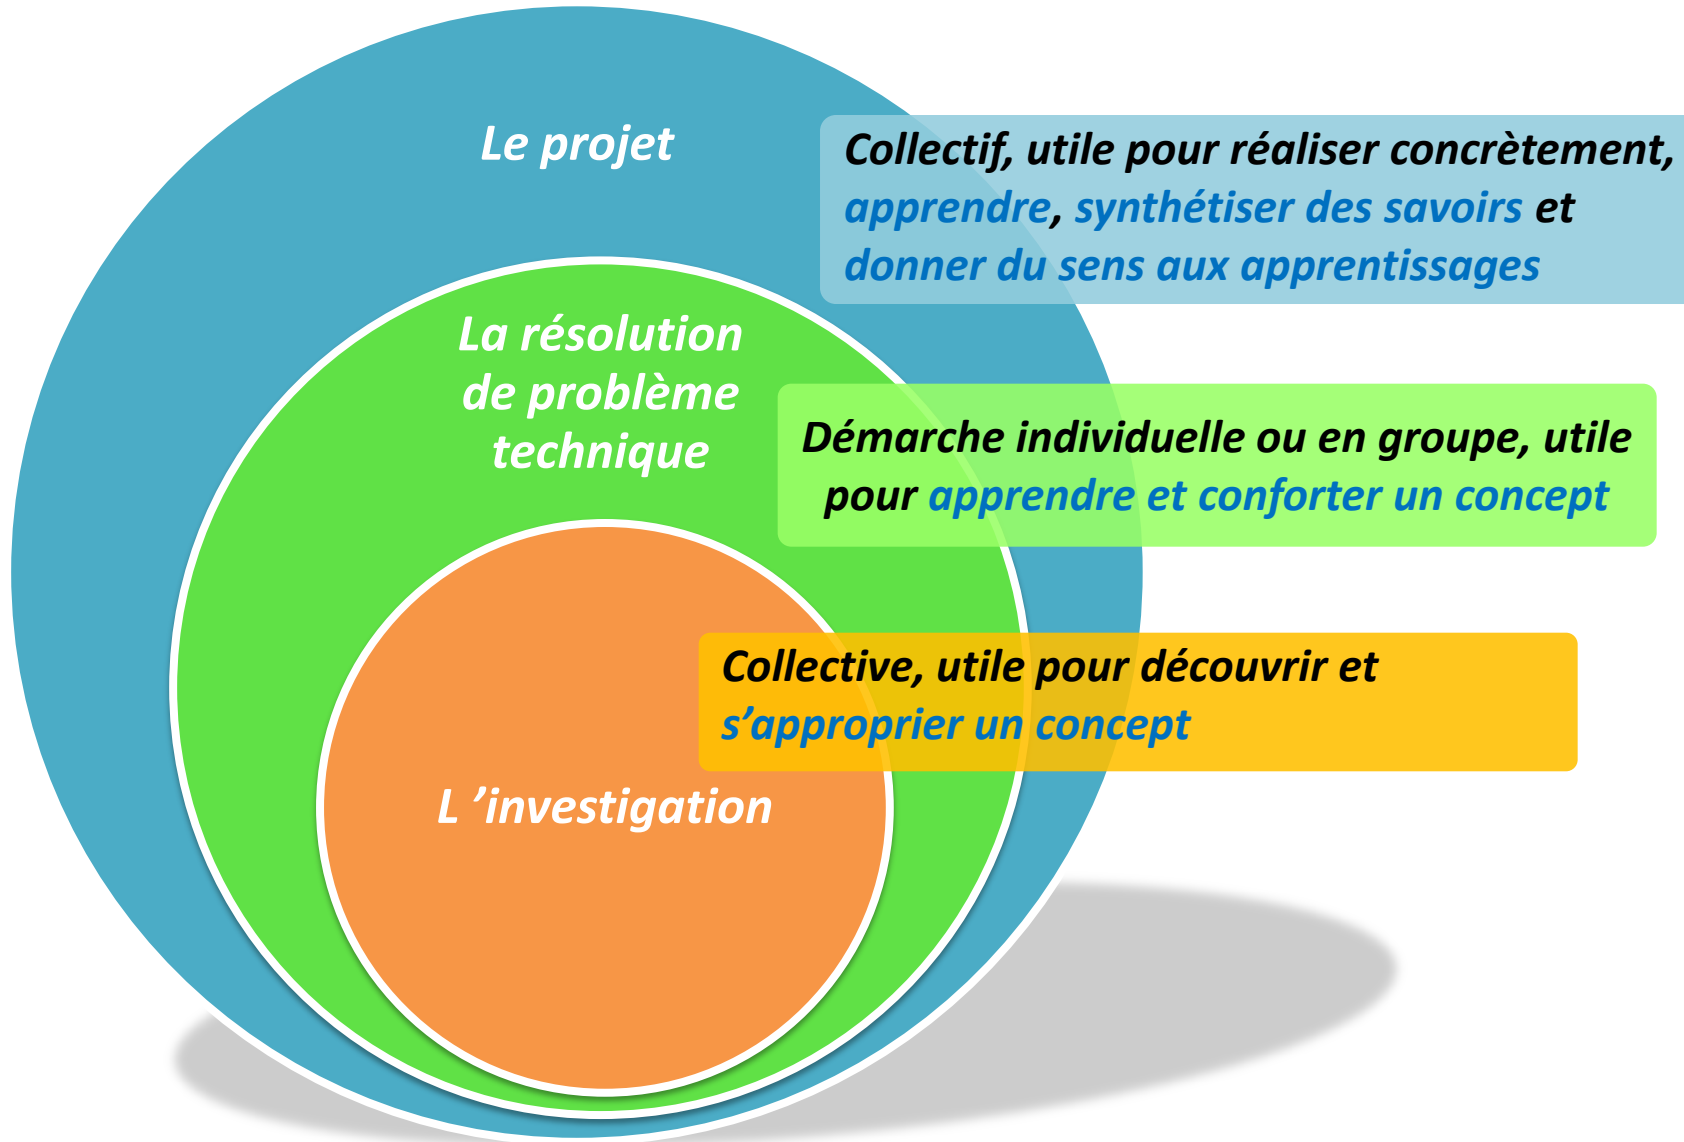 Le projet
Collectif, utile pour réaliser concrètement,
apprendre, synthétiser des savoirs et
donner du sens aux apprentissages
La résolution
de problème
technique
Démarche individuelle ou en groupe, utile
pour apprendre et conforter un concept
Collective, utile pour découvrir et
s’approprier un concept
L ’investigation